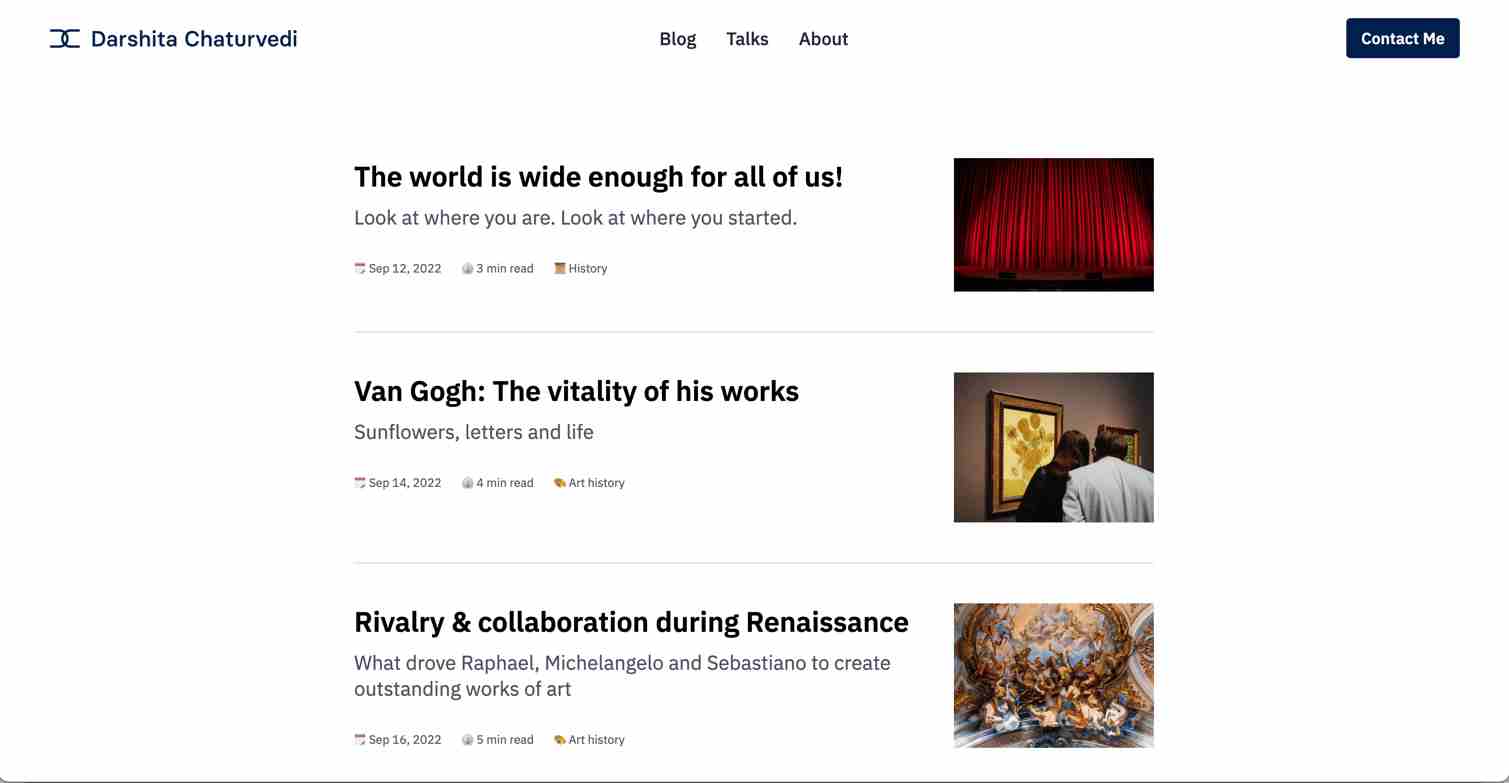 Darshita Chaturvedi
Blog
Talks
About
Contact Me
The world is wide enough for all of us!
Look at where you are. Look at where you started.
Sep 12, 2022
3 min read
History
Van Gogh: The vitality of his works
Sunflowers, letters and life
Sep 14, 2022
4 min read
Art history
Rivalry & collaboration during Renaissance
What drove Raphael, Michelangelo and Sebastiano to create
outstanding works of art
Sep 16, 2022
5 min read
Art history